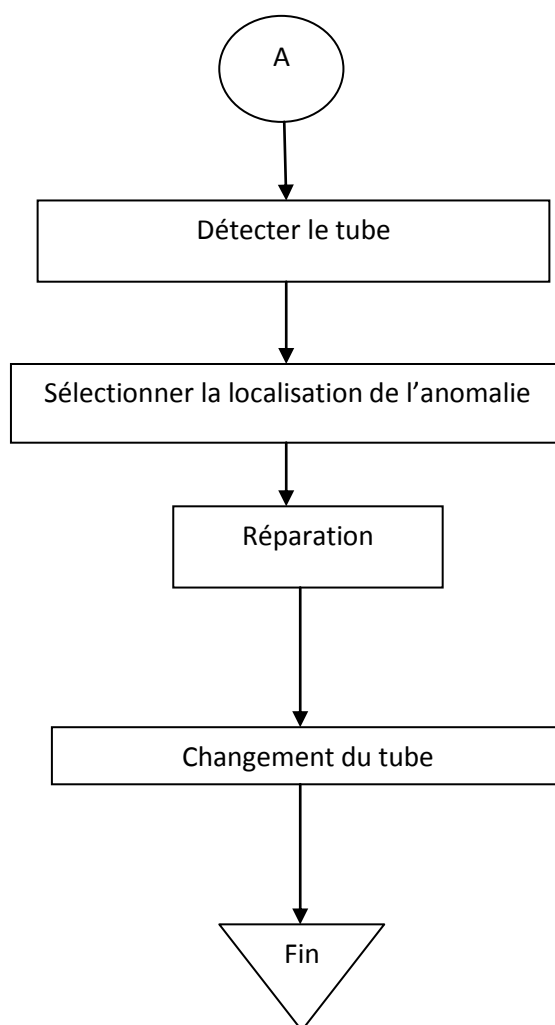 A
Détecter le tube
Sélectionner la localisation de l'anomalie
Réparation
Changement du tube
Fin